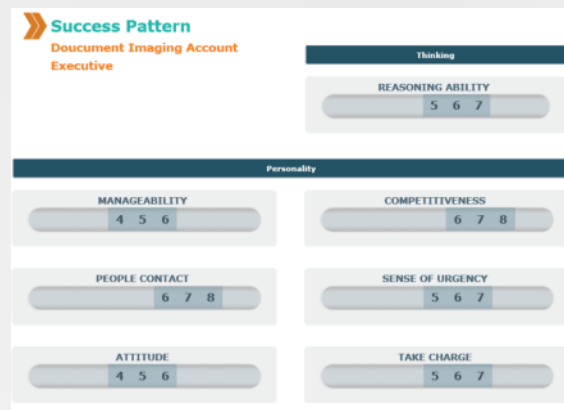 Success Pattern
Doucument Imaging Account
Executive
Thinking
REASONING ABILITY
5 6 7
Personality
MANAGEABILITY
4 5 6
COMPETITIVENESS
6 7 8
PEOPLE CONTACT
6 7 8
SENSE OF URGENCY
5 6 7
ATTITUDE
4 5 6
TAKE CHARGE
5 6 7